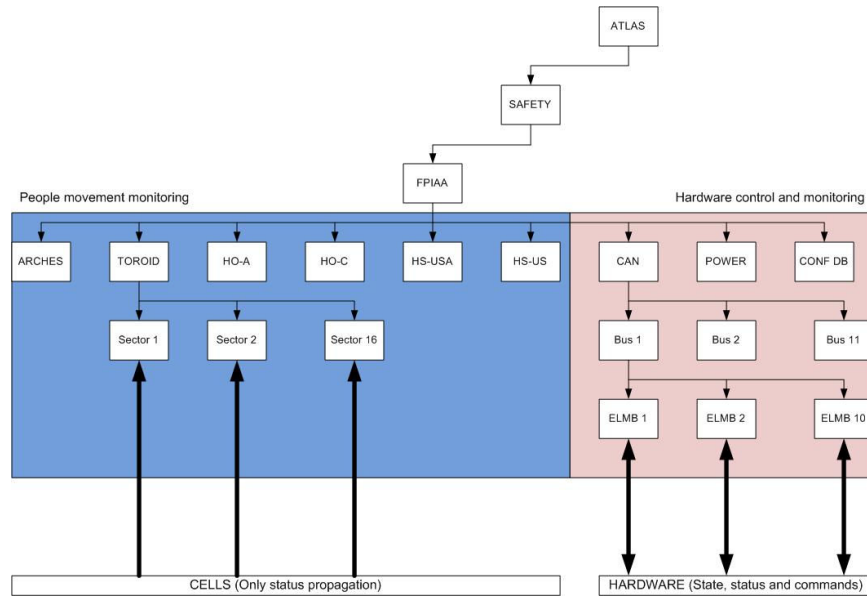 ATLAS
SAFETY
FPIAA
People movement monitoring
Hardware control and monitoring
ARCHES
TOROID
HO-A
HO-C
HS-USA
HS-US
CAN
POWER
CONF DB
Sector 1
Sector 2
Sector 16
Bus 1
Bus 2
Bus 11
ELMB 1
ELMB 2
ELMB 10
CELLS (Only status propagation)
HARDWARE (State, status and commands)